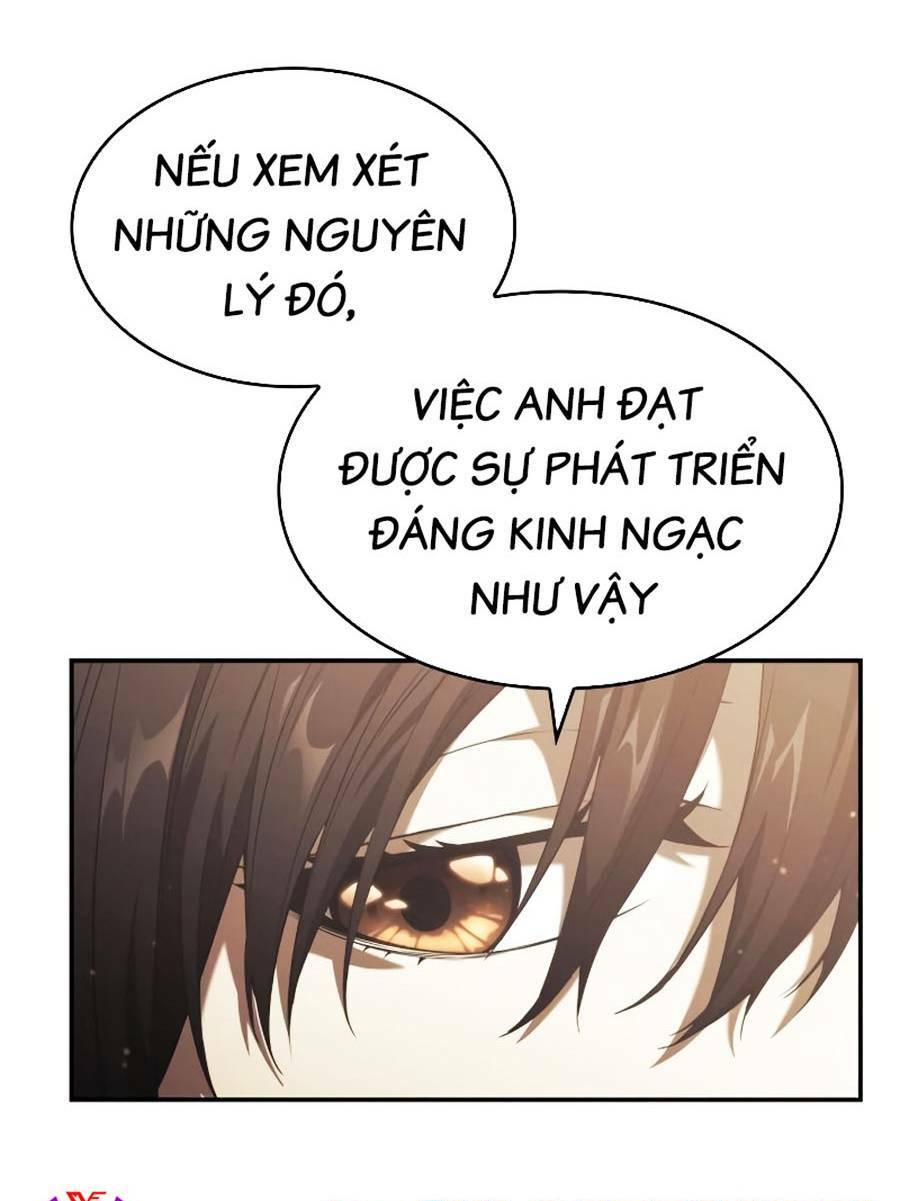 NẾU XEM XÉT
NHỮNG NGUYÊN
LÝ ĐÓ,
VIỆC ANH ĐẠT
ĐƯỢC SỰ PHÁT TRIỂN
ĐÁNG KINH NGẠC
NHƯ VẬY